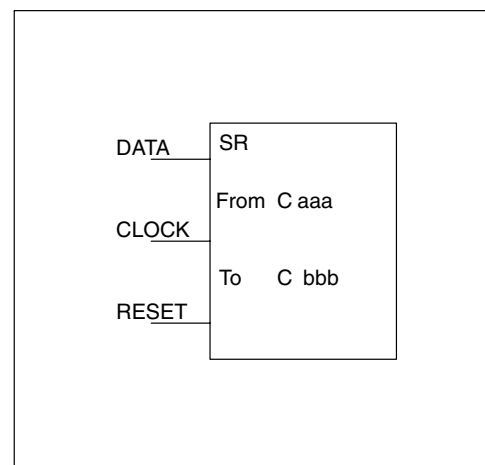 DATA
SR
From C aaa
CLOCK
To C bbb
RESET